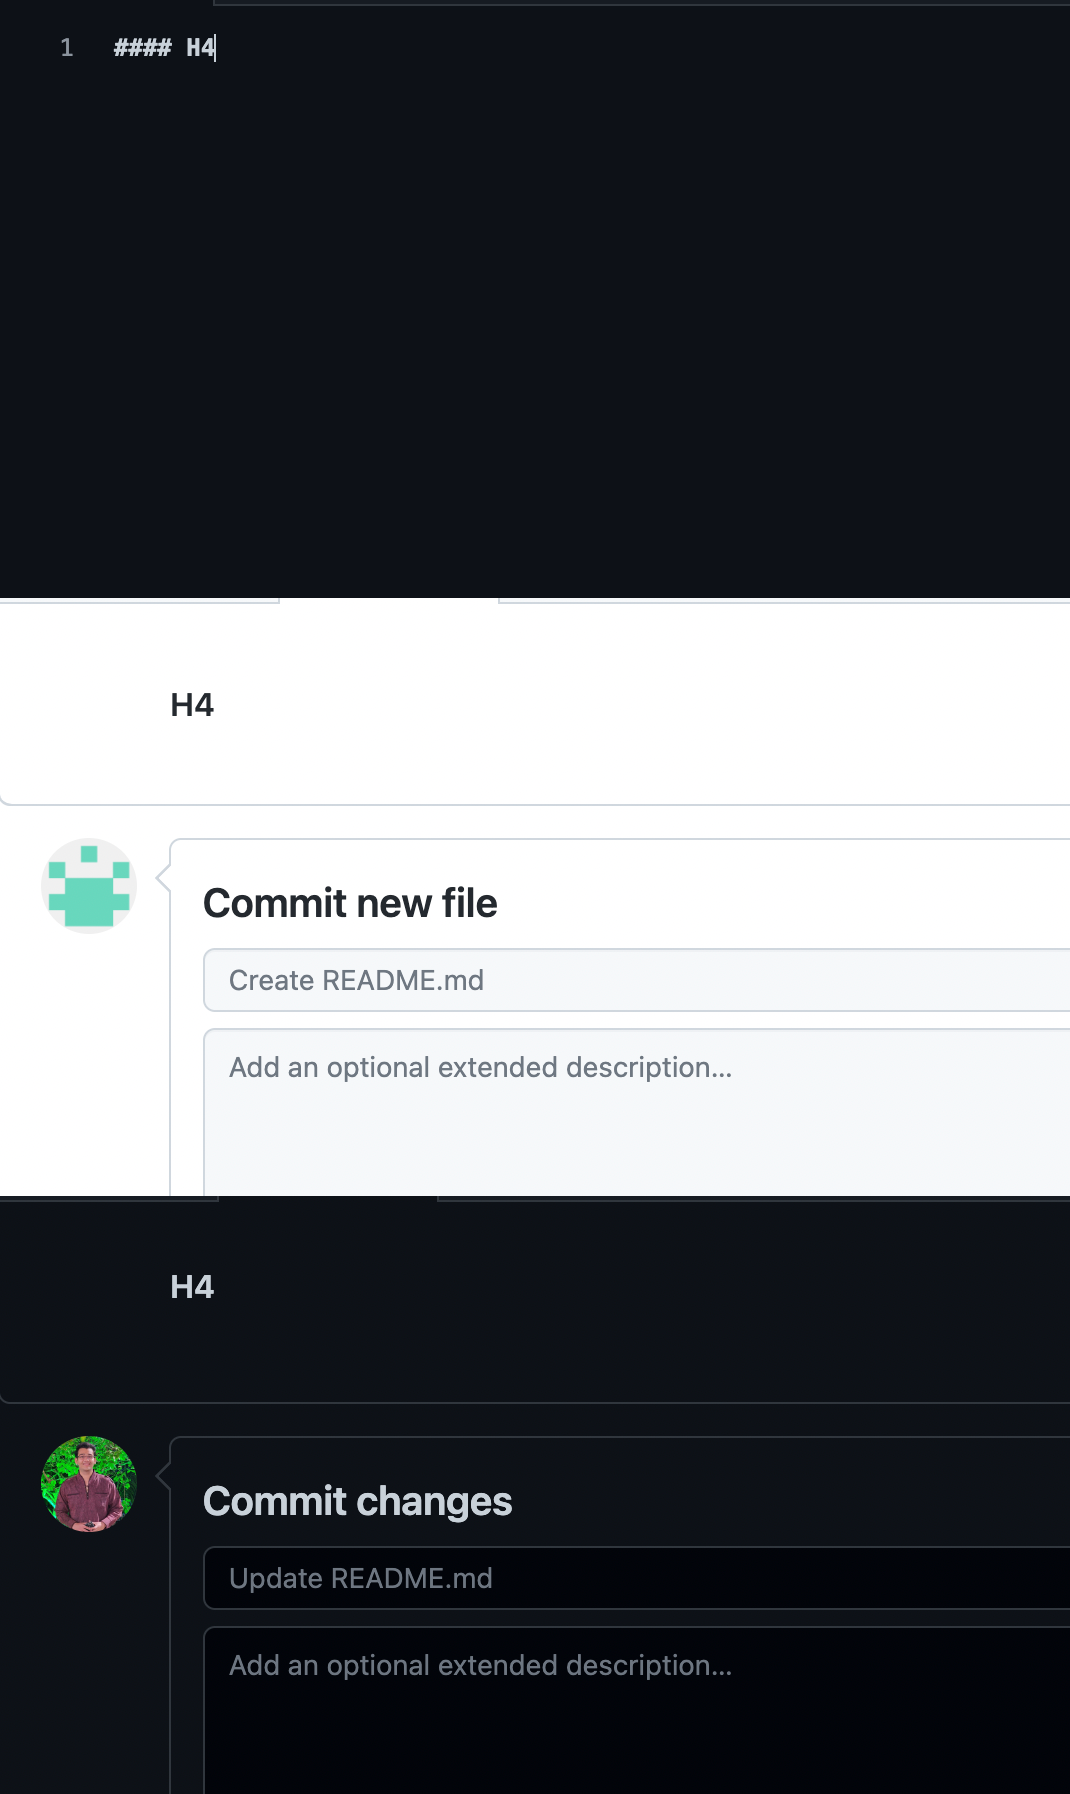 1 #### H4
H4
Commit new file
Create README.md
Add an optional extended description...
H4
Commit changes
Update README.md
Add an optional extended description...